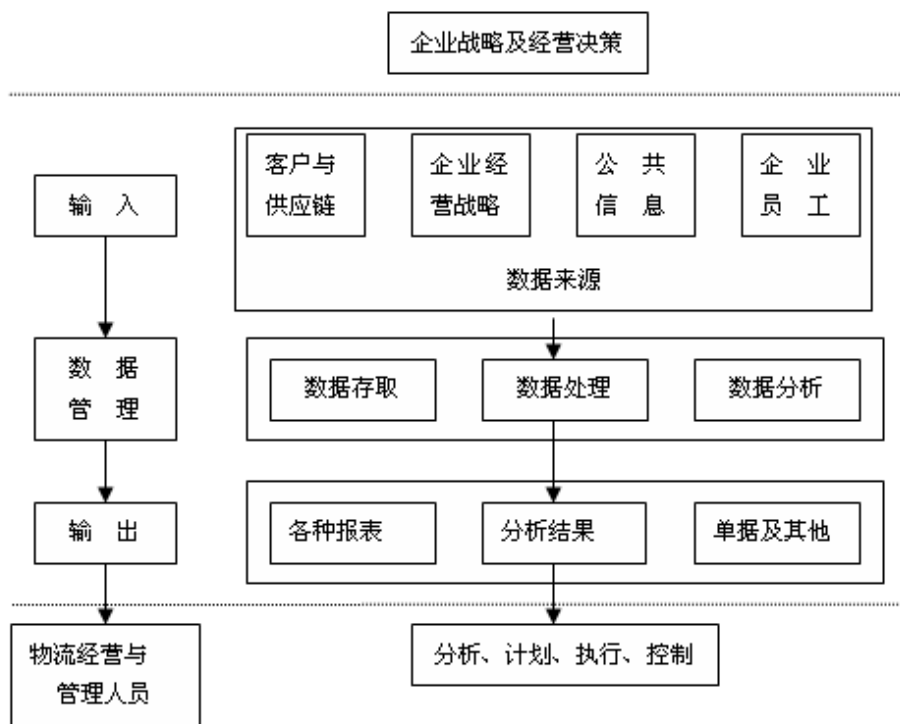 企业战略及经营决策
客户与
供应链
企业经
营战略
公 共
信 息
企 业
员 工
输 入
数据来源
数 据
管 理
数据存取
数据处理
数据分析
输 出
各种报表
分析结果
单据及其他
物流经营与
管理人员
分析、计划、执行、控制